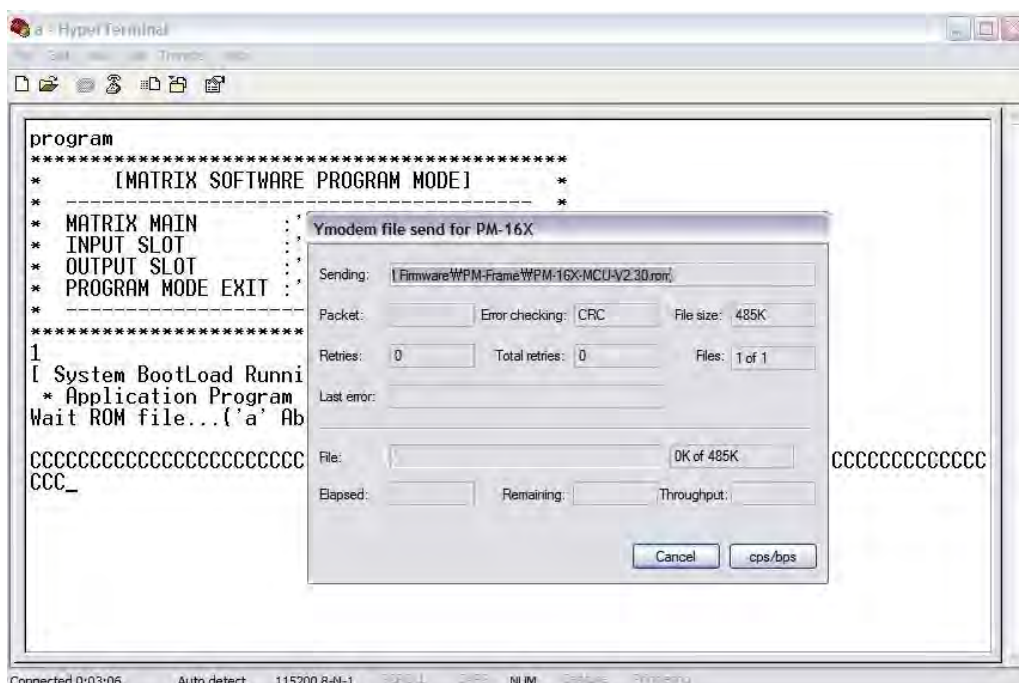 a - HyperTerminal
program
**********************************************
* [MATRIX SOFTWARE PROGRAM MODE] *
* --------------------------------------- *
* MATRIX MAIN :'
* INPUT SLOT :'
* OUTPUT SLOT :'
* PROGRAM MODE EXIT :'
* --------------------
***********************
1
[ System BootLoad Runni
* Application Program
Wait ROM file...('a' Ab
CCCCCCCCCCCCCCCCCCCCCCC CCCCCCCCCCCCC
CCC_
Ymodem file send for PM-16X
Sending: Firmware₩PM-Frame₩PM-16X-MCU-V2.30.rom
Packet: Error checking: CRC File size: 485K
Retries: 0 Total retries: 0 Files: 1 of 1
Last error:
File: 0K of 485K
Elapsed: Remaining: Throughput:
Cancel cps/bps
Connected 0:03:06 Auto detect 115200 8-N-1 NUM